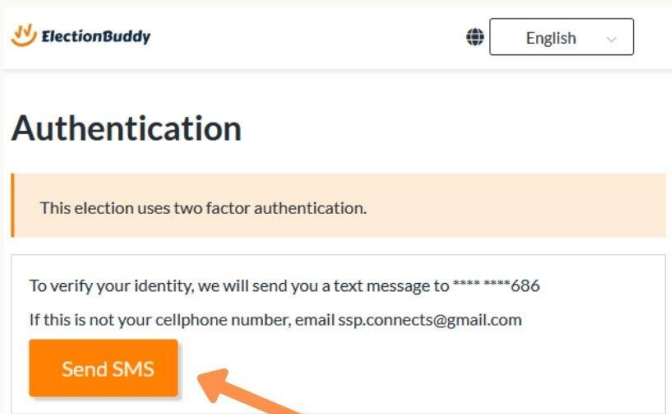 ElectionBuddy
English
Authentication
This election uses two factor authentication.
To verify your identity, we will send you a text message to **** ****686
If this is not your cellphone number, email ssp.connects@gmail.com
Send SMS